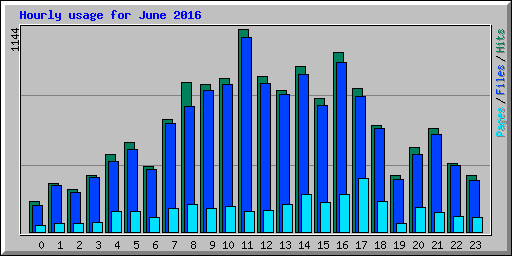 Hourly usage for June 2016
1144
Pages/Files/Hits
0 1 2 3 4 5 6 7 8 9 10 11 12 13 14 15 16 17 18 19 20 21 22 23